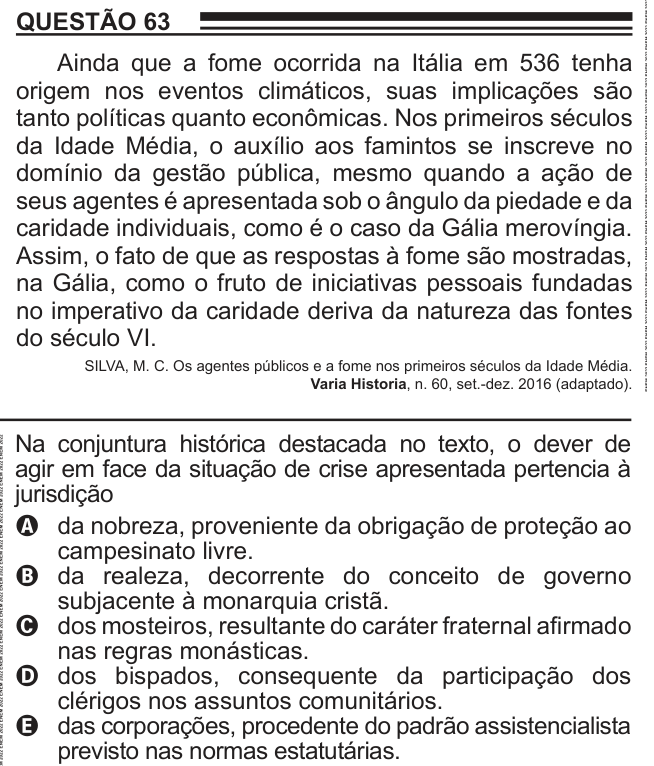 QUESTÃO 63
Ainda que a fome ocorrida na Itália em 536 tenha
origem nos eventos climáticos, suas implicações são
tanto políticas quanto econômicas. Nos primeiros séculos
da Idade Média, o auxílio aos famintos se inscreve no
domínio da gestão pública, mesmo quando a ação de
seus agentes é apresentada sob o ângulo da piedade e da
caridade individuais, como é o caso da Gália merovíngia.
Assim, o fato de que as respostas à fome são mostradas,
na Gália, como o fruto de iniciativas pessoais fundadas
no imperativo da caridade deriva da natureza das fontes
do século VI.
SILVA, M. C. Os agentes públicos e a fome nos primeiros séculos da Idade Média.
Varia Historia, n. 60, set.-dez. 2016 (adaptado).
Na conjuntura histórica destacada no texto, o dever de
agir em face da situação de crise apresentada pertencia à
jurisdição
A da nobreza, proveniente da obrigação de proteção ao
campesinato livre.
B da realeza, decorrente do conceito de governo
subjacente à monarquia cristã.
C dos mosteiros, resultante do caráter fraternal afirmado
nas regras monásticas.
D dos bispados, consequente da participação dos
clérigos nos assuntos comunitários.
E das corporações, procedente do padrão assistencialista
previsto nas normas estatutárias.